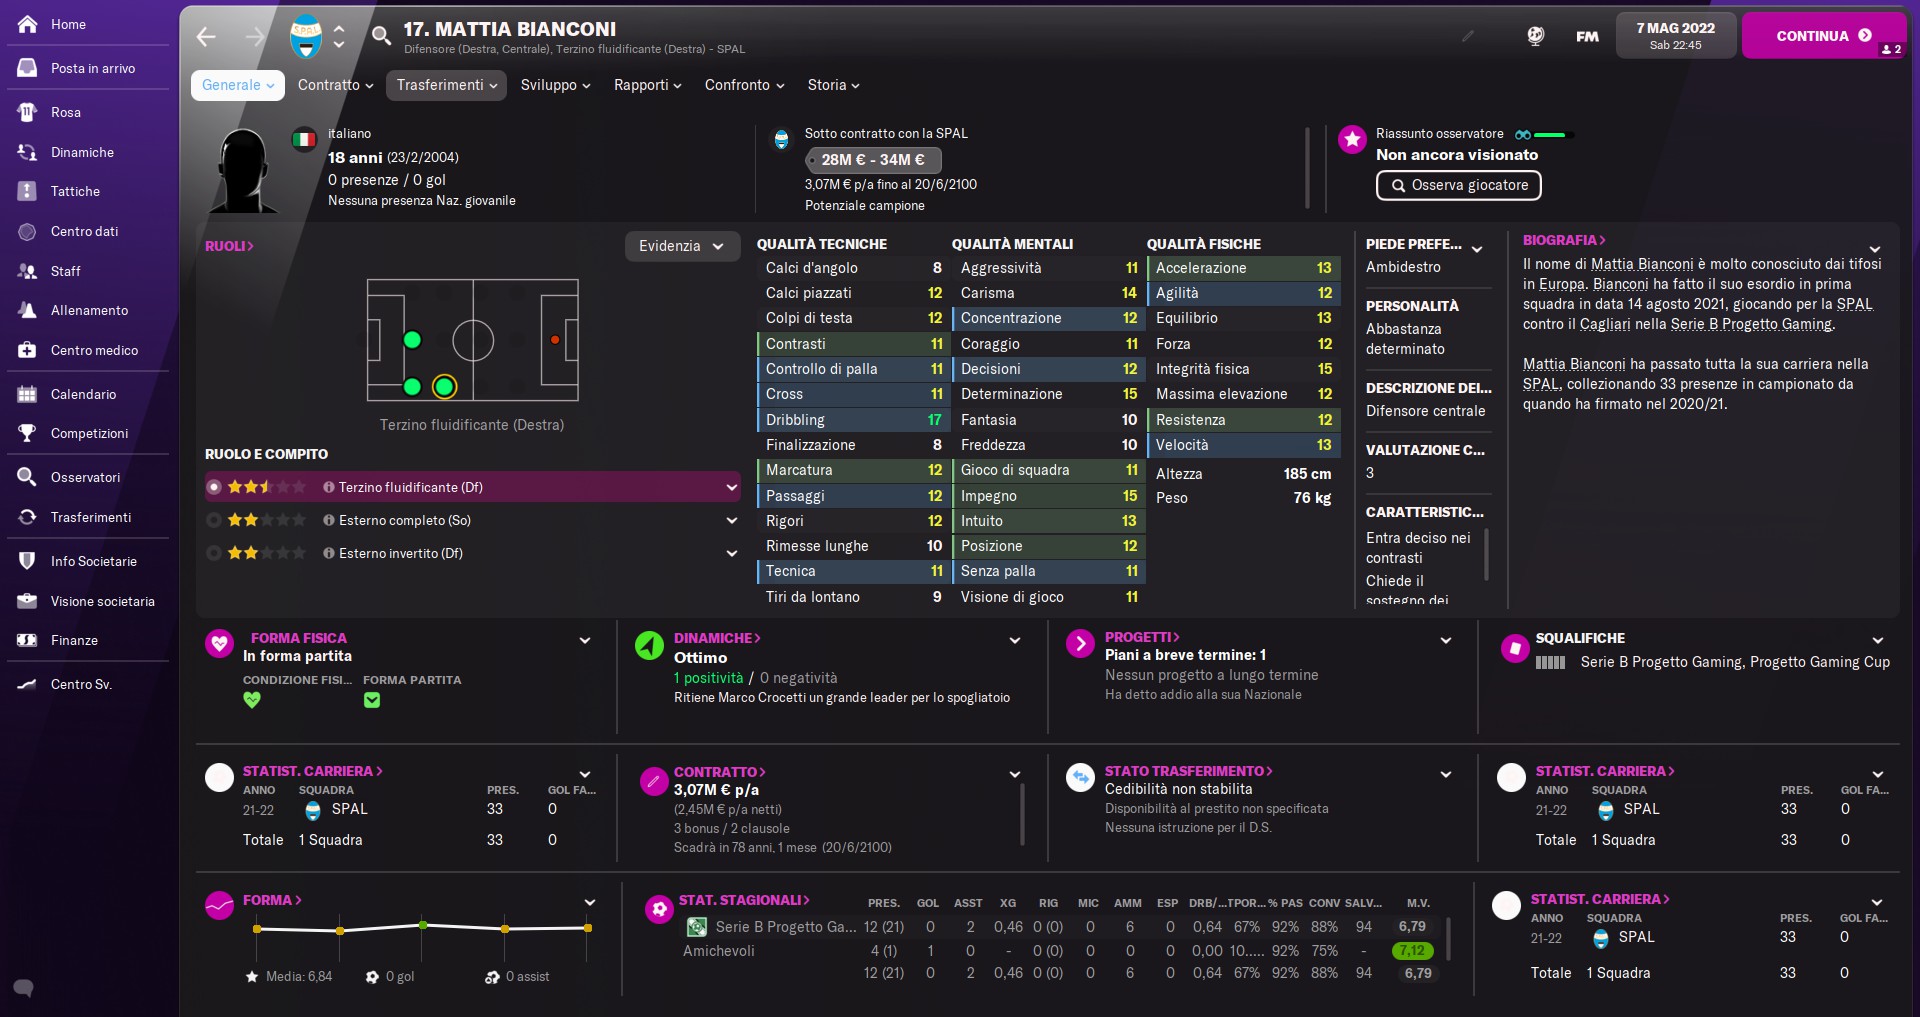 Home
Posta in arrivo
Rosa
Dinamiche
Tattiche
Centro dati
Staff
Allenamento
Centro medico
Calendario
Competizioni
Osservatori
Trasferimenti
Info Societarie
Visione societaria
Finanze
Centro Sv.
17. MATTIA BIANCONI
Difensore (Destra, Centrale), Terzino fluidificante (Destra) - SPAL
FM
7 MAG 2022
Sab 22:45
CONTINUA
2
Generale
Contratto
Trasferimenti
Sviluppo
Rapporti
Confronto
Storia
italiano
18 anni (23/2/2004)
0 presenze / 0 gol
Nessuna presenza Naz. giovanile
Sotto contratto con la SPAL
28M € - 34M €
3,07M € p/a fino al 20/6/2100
Potenziale campione
Riassunto osservatore
Non ancora visionato
Osserva giocatore
RUOLI
Evidenzia
Terzino fluidificante (Destra)
RUOLO E COMPITO
Terzino fluidificante (Df)
Esterno completo (So)
Esterno invertito (Df)
QUALITÀ TECNICHE
Calci d'angolo 8
Calci piazzati 12
Colpi di testa 12
Contrasti 11
Controllo di palla 11
Cross 11
Dribbling 17
Finalizzazione 8
Marcatura 12
Passaggi 12
Rigori 12
Rimesse lunghe 10
Tecnica 11
Tiri da lontano 9
QUALITÀ MENTALI
Aggressività 11
Carisma 14
Concentrazione 12
Coraggio 11
Decisioni 12
Determinazione 15
Fantasia 10
Freddezza 10
Gioco di squadra 11
Impegno 15
Intuito 13
Posizione 12
Senza palla 11
Visione di gioco 11
QUALITÀ FISICHE
Accelerazione 13
Agilità 12
Equilibrio 13
Forza 12
Integrità fisica 15
Massima elevazione 12
Resistenza 12
Velocità 13
Altezza 185 cm
Peso 76 kg
PIEDE PREFE...
Ambidestro
PERSONALITÀ
Abbastanza
determinato
DESCRIZIONE DEI...
Difensore centrale
VALUTAZIONE C...
3
CARATTERISTIC...
Entra deciso nei
contrasti
Chiede il
sostegno dei
BIOGRAFIA
Il nome di Mattia Bianconi è molto conosciuto dai tifosi
in Europa. Bianconi ha fatto il suo esordio in prima
squadra in data 14 agosto 2021, giocando per la SPAL
contro il Cagliari nella Serie B Progetto Gaming.
Mattia Bianconi ha passato tutta la sua carriera nella
SPAL, collezionando 33 presenze in campionato da
quando ha firmato nel 2020/21.
FORMA FISICA
In forma partita
CONDIZIONE FISI... FORMA PARTITA
DINAMICHE
Ottimo
1 positività / 0 negatività
Ritiene Marco Crocetti un grande leader per lo spogliatoio
PROGETTI
Piani a breve termine: 1
Nessun progetto a lungo termine
Ha detto addio alla sua Nazionale
SQUALIFICHE
Serie B Progetto Gaming, Progetto Gaming Cup
STATIST. CARRIERA
ANNO SQUADRA PRES. GOL FA...
21-22 SPAL 33 0
Totale 1 Squadra 33 0
CONTRATTO
3,07M € p/a
(2,45M € p/a netti)
3 bonus / 2 clausole
Scadrà in 78 anni, 1 mese (20/6/2100)
STATO TRASFERIMENTO
Cedibilità non stabilita
Disponibilità al prestito non specificata
Nessuna istruzione per il D.S.
STATIST. CARRIERA
ANNO SQUADRA PRES. GOL FA...
21-22 SPAL 33 0
Totale 1 Squadra 33 0
FORMA
Media: 6,84 0 gol 0 assist
STAT. STAGIONALI PRES. GOL ASST XG RIG MIC AMM ESP DRB/...TPOR... % PAS CONV SALV... M.V.
Serie B Progetto Ga... 12 (21) 0 2 0,46 0 (0) 0 6 0 0,64 67% 92% 88% 94 6,79
Amichevoli 4 (1) 1 0 - 0 (0) 0 0 0 0,00 10..... 92% 75% - 7,12
12 (21) 0 2 0,46 0 (0) 0 6 0 0,64 67% 92% 88% 94 6,79
STATIST. CARRIERA
ANNO SQUADRA PRES. GOL FA...
21-22 SPAL 33 0
Totale 1 Squadra 33 0